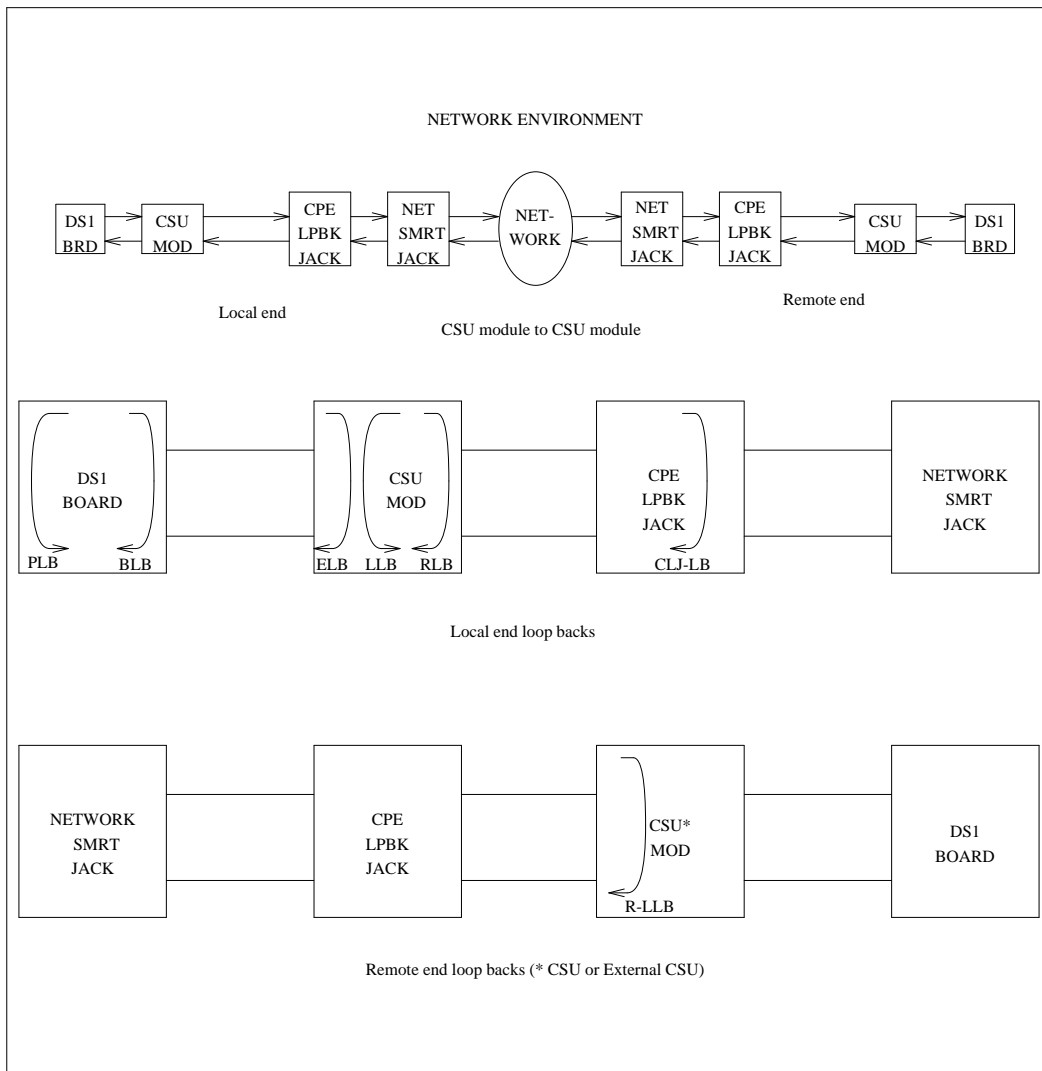 NETWORK ENVIRONMENT
DS1
BRD
CSU
MOD
CPE
LPBK
JACK
NET
SMRT
JACK
NET-
WORK
NET
SMRT
JACK
CPE
LPBK
JACK
CSU
MOD
DS1
BRD
Local end
Remote end
CSU module to CSU module
DS1
BOARD
PLB
BLB
CSU
MOD
ELB
LLB
RLB
CPE
LPBK
JACK
CLJ-LB
NETWORK
SMRT
JACK
Local end loop backs
NETWORK
SMRT
JACK
CPE
LPBK
JACK
CSU*
MOD
R-LLB
DS1
BOARD
Remote end loop backs (* CSU or External CSU)